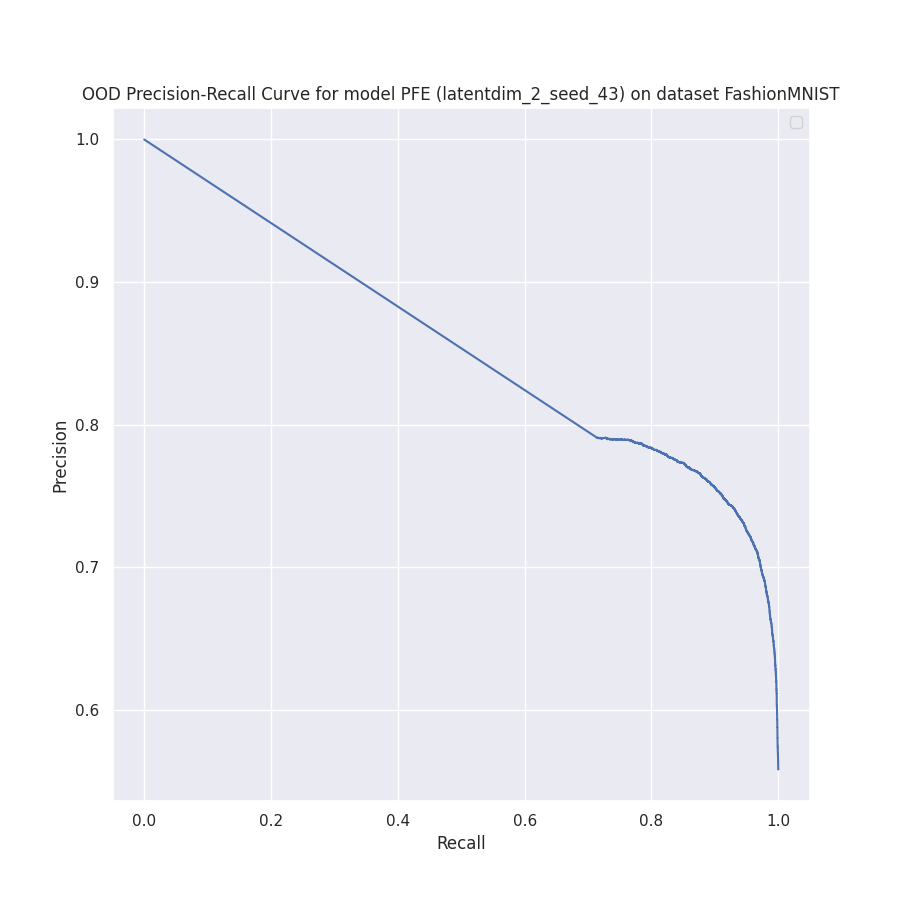 OOD Precision-Recall Curve for model PFE (latentdim_2_seed_43) on dataset FashionMNIST
1.0
0.9
0.8
0.7
0.6
Precision
0.0 0.2 0.4 0.6 0.8 1.0
Recall